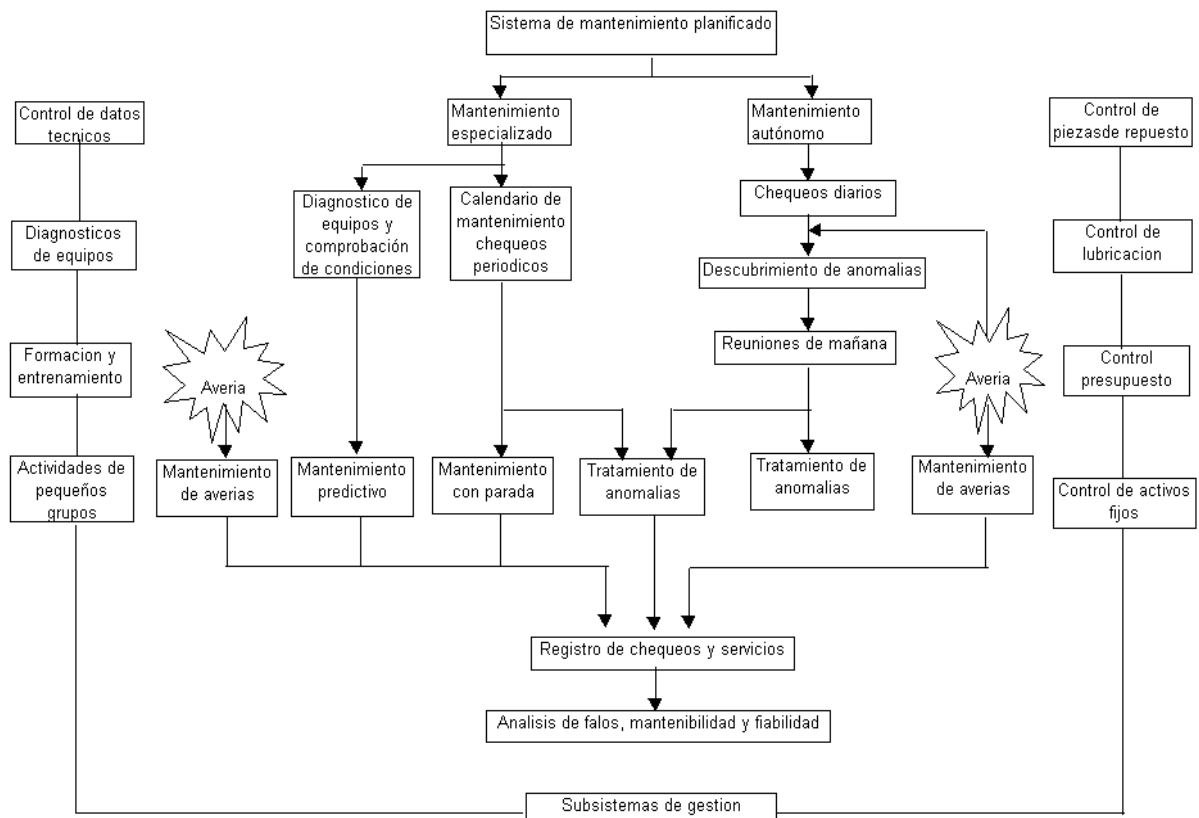 Sistema de mantenimiento planificado
Control de datos
tecnicos
Mantenimiento
especializado
Mantenimiento
autónomo
Control de
piezasde repuesto
Diagnostico de
equipos y
comprobación
de condiciones
Calendario de
mantenimiento
chequeos
periodicos
Chequeos diarios
Diagnosticos
de equipos
Control de
lubricacion
Descubrimiento de anomalias
Formacion y
entrenamiento
Averia
Reuniones de mañana
Averia
Control
presupuesto
Actividades de
pequeños
grupos
Mantenimiento
de averias
Mantenimiento
predictivo
Mantenimiento
con parada
Tratamiento de
anomalias
Tratamiento de
anomalias
Mantenimiento
de averias
Control de activos
fijos
Registro de chequeos y servicios
Analisis de falos, mantenibilidad y fiabilidad
Subsistemas de gestion